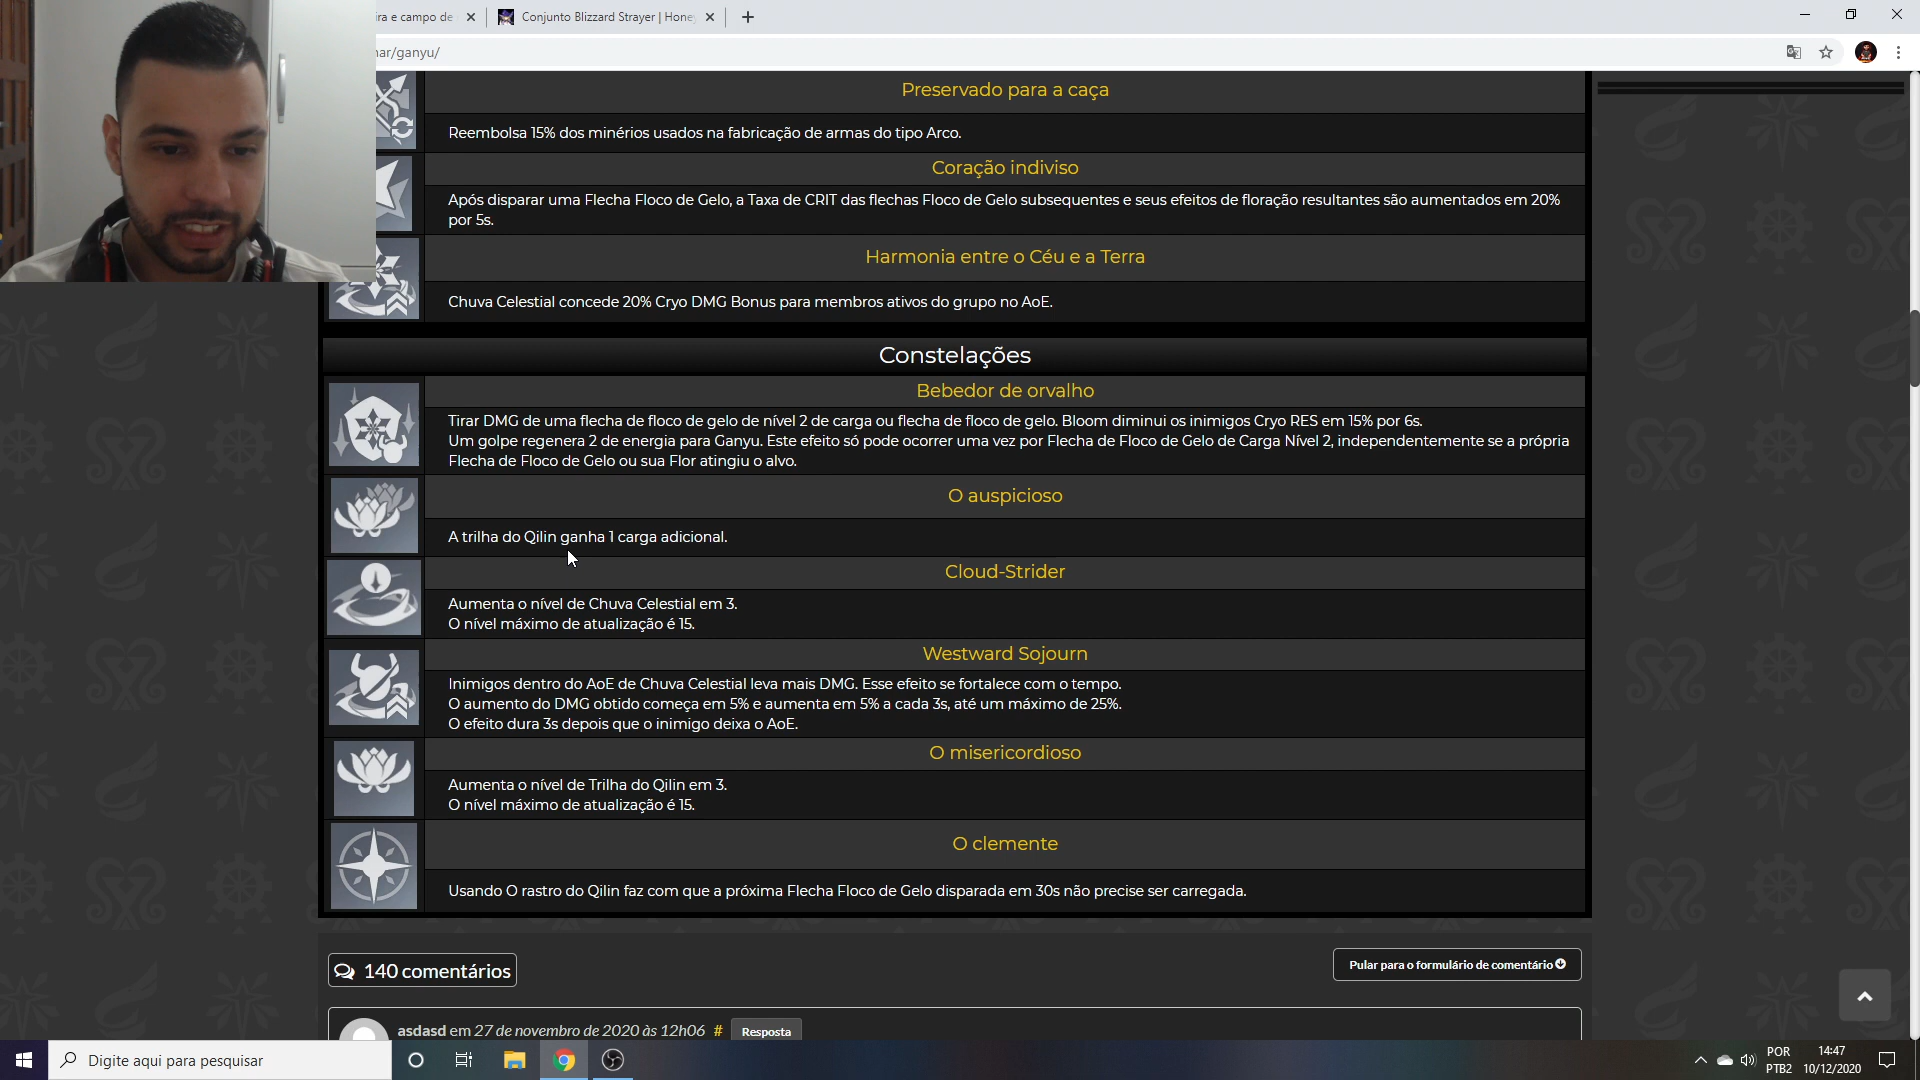 ira e campo de
Conjunto Blizzard Strayer | Hone
nar/ganyu/
Preservado para a caça
Reembolsa 15% dos minérios usados na fabricação de armas do tipo Arco.
Coração indiviso
Após disparar uma Flecha Floco de Gelo, a Taxa de CRIT das flechas Floco de Gelo subsequentes e seus efeitos de floração resultantes são aumentados em 20%
por 5s.
Harmonia entre o Céu e a Terra
Chuva Celestial concede 20% Cryo DMG Bonus para membros ativos do grupo no AoE.
Constelações
Bebedor de orvalho
Tirar DMG de uma flecha de floco de gelo de nível 2 de carga ou flecha de floco de gelo. Bloom diminui os inimigos Cryo RES em 15% por 6s.
Um golpe regenera 2 de energia para Ganyu. Este efeito só pode ocorrer uma vez por Flecha de Floco de Gelo de Carga Nível 2, independentemente se a própria
Flecha de Floco de Gelo ou sua Flor atingiu o alvo.
O auspicioso
A trilha do Qilin ganha 1 carga adicional.
Cloud-Strider
Aumenta o nível de Chuva Celestial em 3.
O nível máximo de atualização é 15.
Westward Sojourn
Inimigos dentro do AoE de Chuva Celestial leva mais DMG. Esse efeito se fortalece com o tempo.
O aumento do DMG obtido começa em 5% e aumenta em 5% a cada 3s, até um máximo de 25%.
O efeito dura 3s depois que o inimigo deixa o AoE.
O misericordioso
Aumenta o nível de Trilha do Qilin em 3.
O nível máximo de atualização é 15.
O clemente
Usando O rastro do Qilin faz com que a próxima Flecha Floco de Gelo disparada em 30s não precise ser carregada.
140 comentários
Pular para o formulário de comentário
asdasd em 27 de novembro de 2020 às 12h06 # Resposta
Digite aqui para pesquisar
POR
PTB2
14:47
10/12/2020